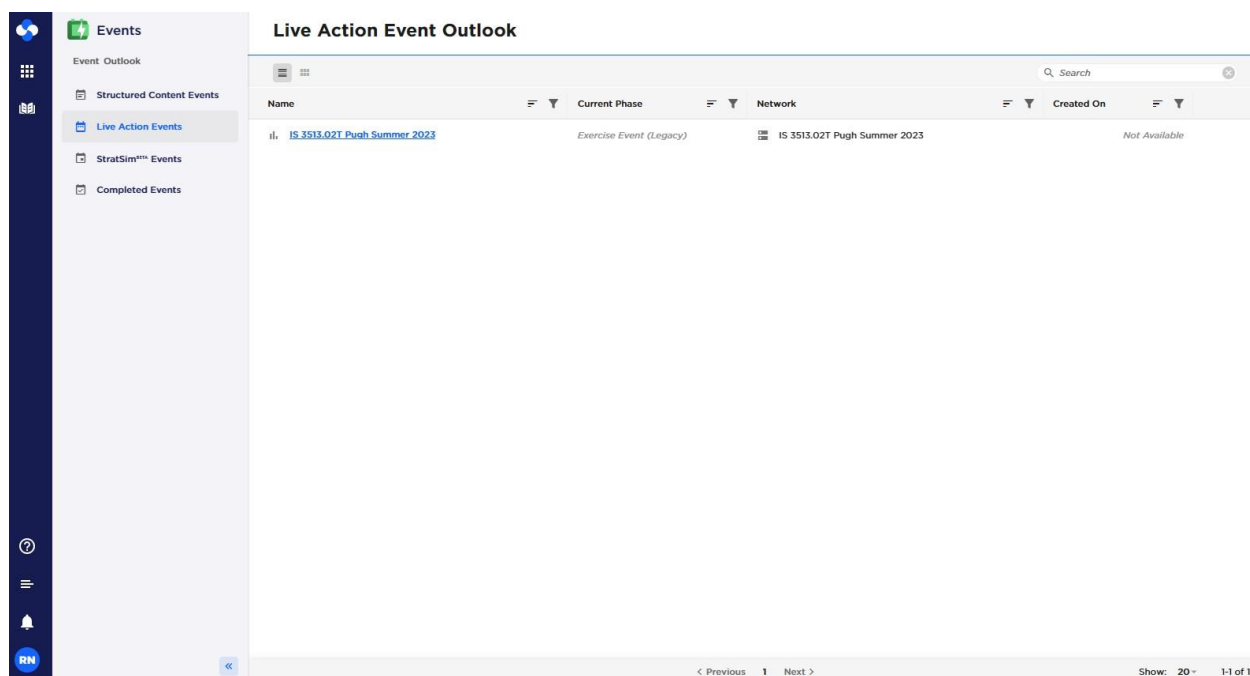 Events
Event Outlook
Structured Content Events
Live Action Events
StratSimᴮᴱᵀᴬ Events
Completed Events
RN
«
Live Action Event Outlook
Search
Name Current Phase Network Created On
IS 3513.02T Pugh Summer 2023 Exercise Event (Legacy) IS 3513.02T Pugh Summer 2023 Not Available
< Previous 1 Next > Show: 20 1-1 of 1